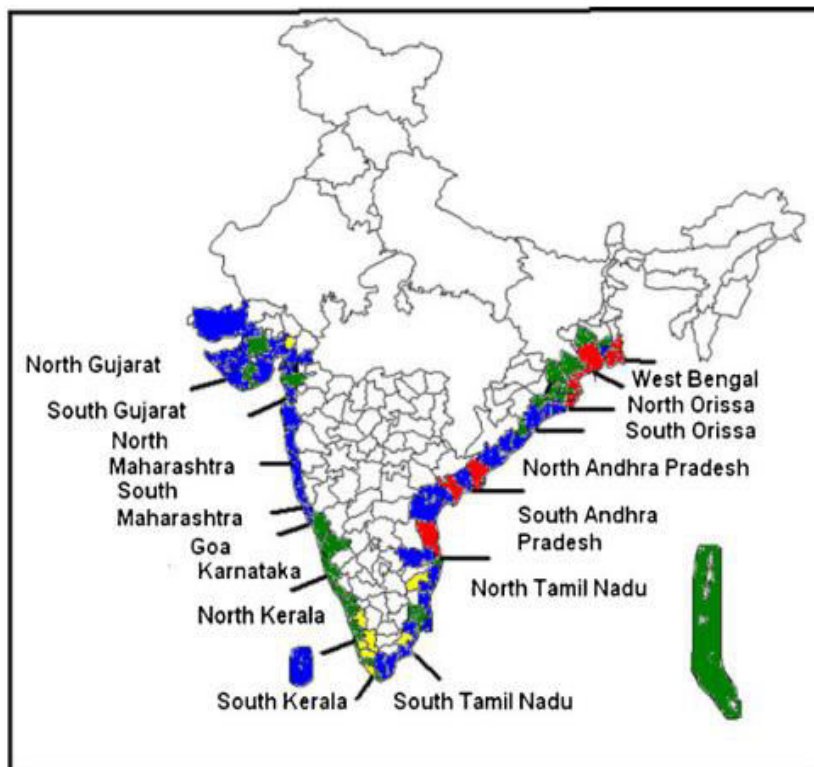 North Gujarat
South Gujarat
North
Maharashtra
South
Maharashtra
Goa
Karnataka
North Kerala
South Kerala
South Tamil Nadu
North Tamil Nadu
South Andhra
Pradesh
North Andhra Pradesh
South Orissa
North Orissa
West Bengal